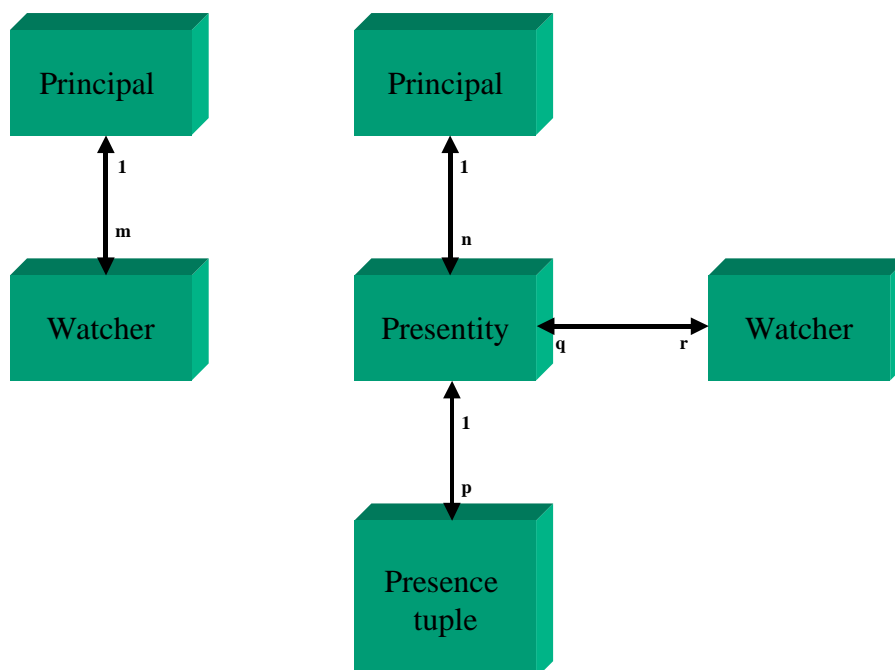 Principal
Principal
1
1
m
n
Watcher
Presentity
Watcher
q
r
1
p
Presence
tuple